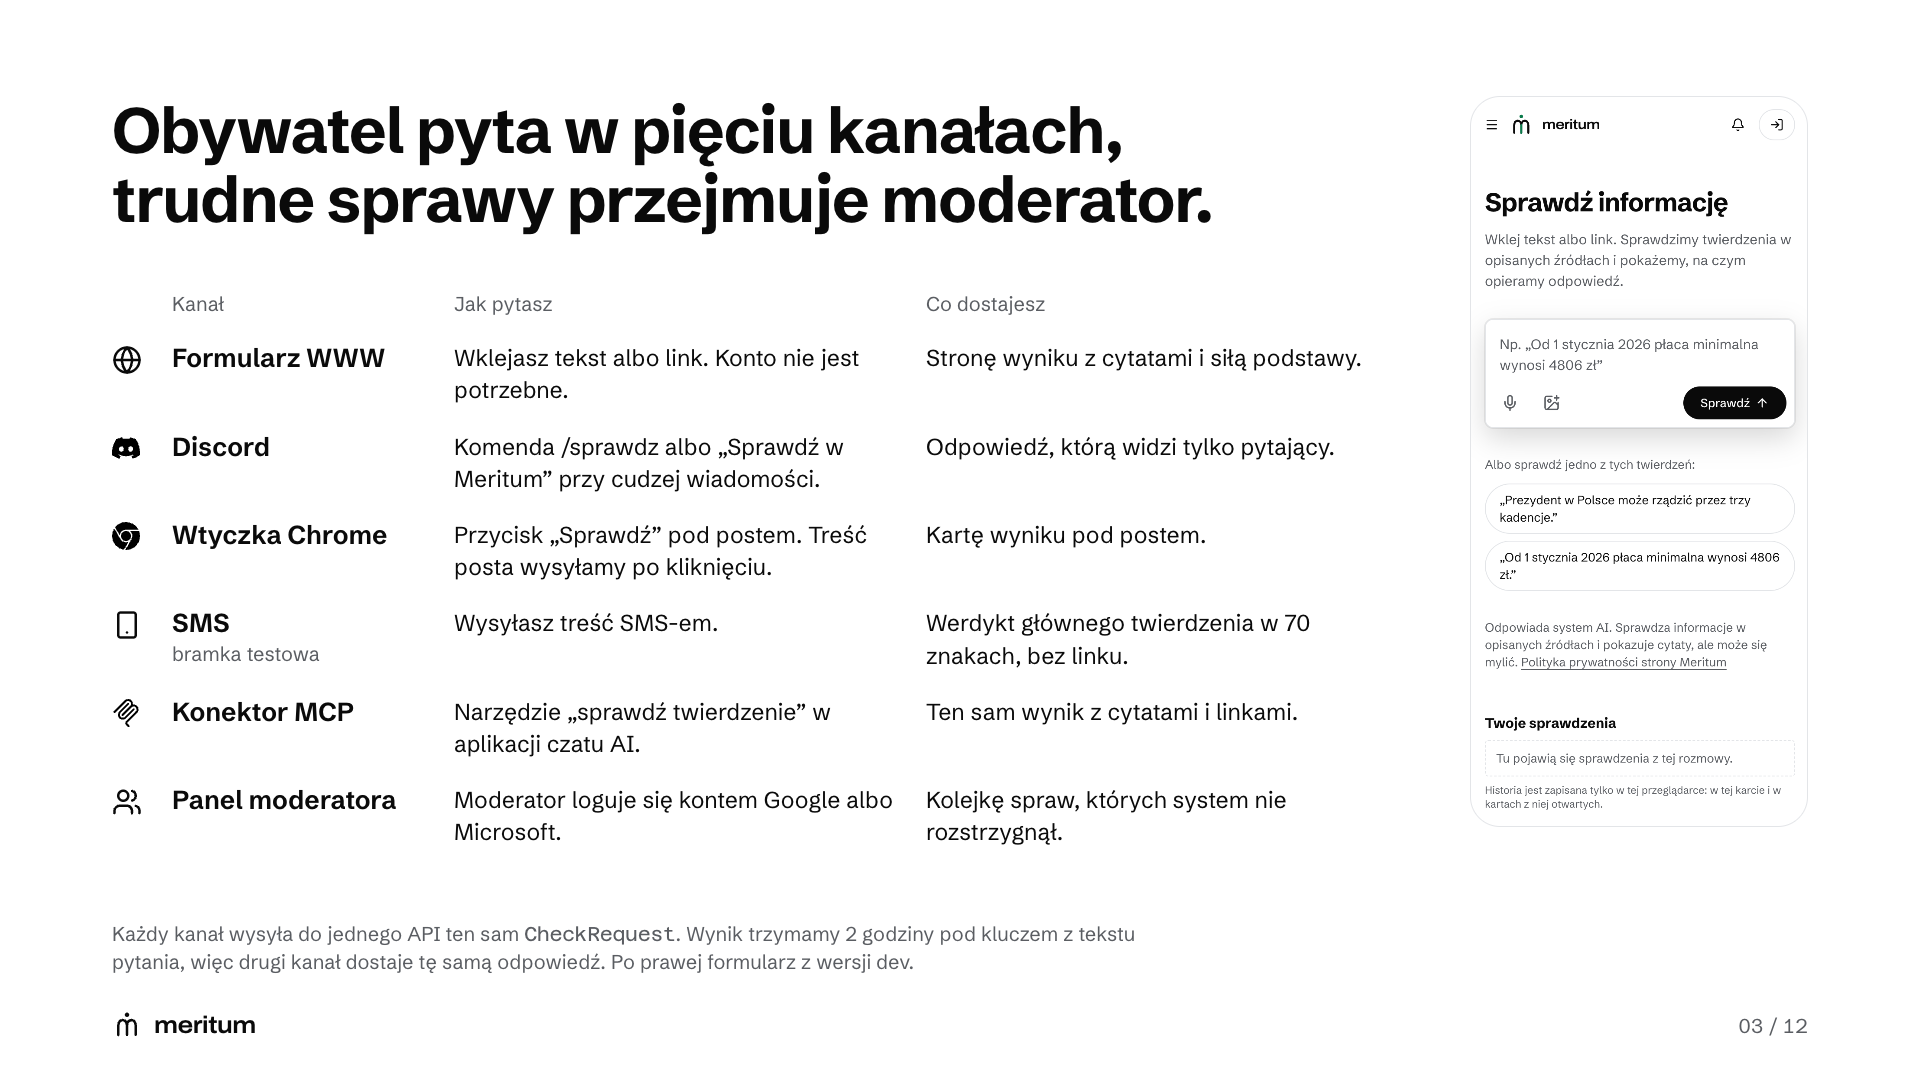 Obywatel pyta w pięciu kanałach,
trudne sprawy przejmuje moderator.
Kanał
Jak pytasz
Co dostajesz
Formularz WWW
Wklejasz tekst albo link. Konto nie jest
potrzebne.
Stronę wyniku z cytatami i siłą podstawy.
Discord
Komenda /sprawdz albo „Sprawdź w
Meritum” przy cudzej wiadomości.
Odpowiedź, którą widzi tylko pytający.
Wtyczka Chrome
Przycisk „Sprawdź” pod postem. Treść
posta wysyłamy po kliknięciu.
Kartę wyniku pod postem.
SMS
bramka testowa
Wysyłasz treść SMS-em.
Werdykt głównego twierdzenia w 70
znakach, bez linku.
Konektor MCP
Narzędzie „sprawdź twierdzenie” w
aplikacji czatu AI.
Ten sam wynik z cytatami i linkami.
Panel moderatora
Moderator loguje się kontem Google albo
Microsoft.
Kolejkę spraw, których system nie
rozstrzygnął.
Każdy kanał wysyła do jednego API ten sam CheckRequest. Wynik trzymamy 2 godziny pod kluczem z tekstu
pytania, więc drugi kanał dostaje tę samą odpowiedź. Po prawej formularz z wersji dev.
meritum
Sprawdź informację
Wklej tekst albo link. Sprawdzimy twierdzenia w
opisanych źródłach i pokażemy, na czym
opieramy odpowiedź.
Np. „Od 1 stycznia 2026 płaca minimalna
wynosi 4806 zł”
Sprawdź
Albo sprawdź jedno z tych twierdzeń:
„Prezydent w Polsce może rządzić przez trzy
kadencje.”
„Od 1 stycznia 2026 płaca minimalna wynosi 4806
zł.”
Odpowiada system AI. Sprawdza informacje w
opisanych źródłach i pokazuje cytaty, ale może się
mylić. Polityka prywatności strony Meritum
Twoje sprawdzenia
Tu pojawią się sprawdzenia z tej rozmowy.
Historia jest zapisana tylko w tej przeglądarce: w tej karcie i w
kartach z niej otwartych.
meritum
03 / 12